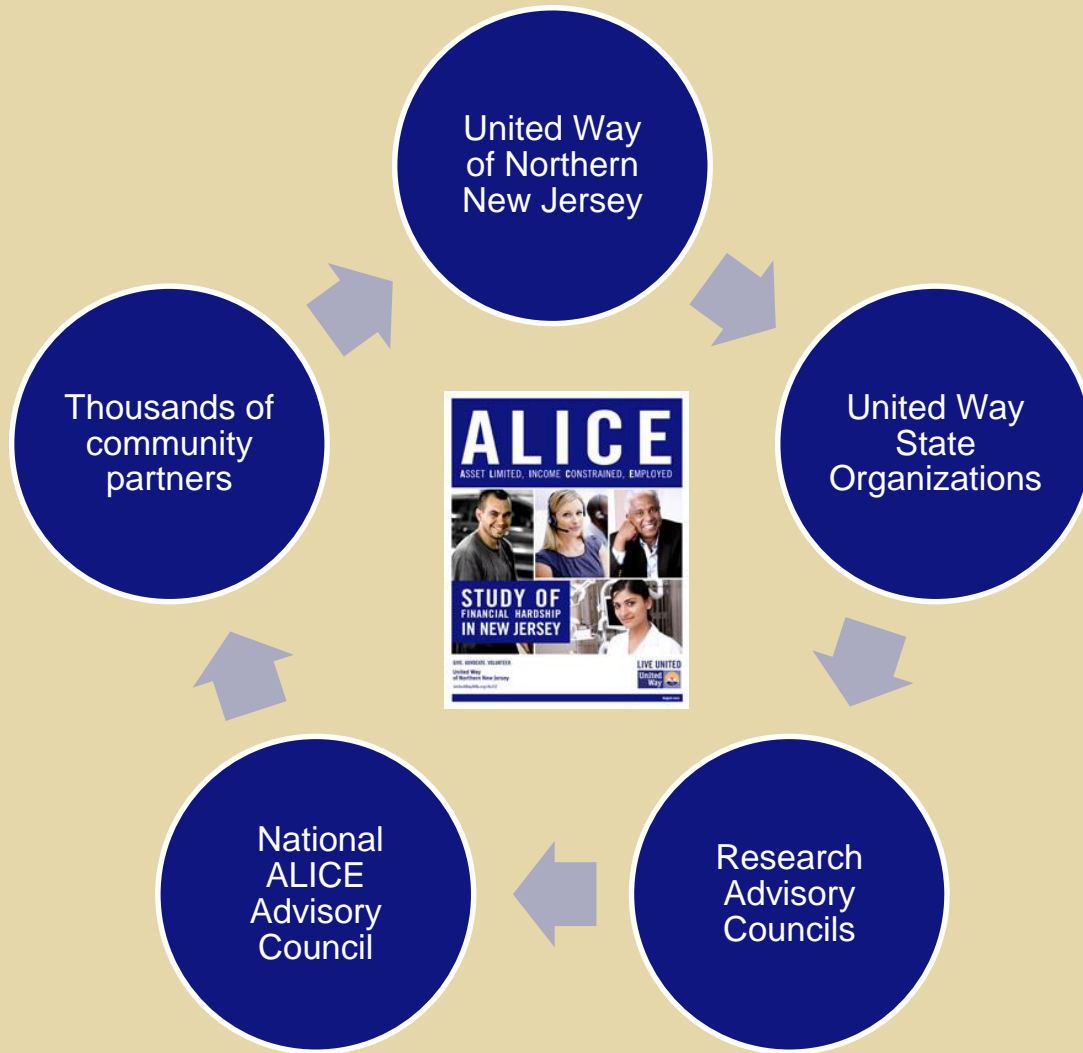 United Way
of Northern
New Jersey
United Way
State
Organizations
Research
Advisory
Councils
National
ALICE
Advisory
Council
Thousands of
community
partners
ALICE
ASSET LIMITED, INCOME CONSTRAINED, EMPLOYED
STUDY OF
FINANCIAL HARDSHIP
IN NEW JERSEY
GIVE. ADVOCATE. VOLUNTEER.
United Way
of Northern New Jersey
LIVE UNITED
United
Way